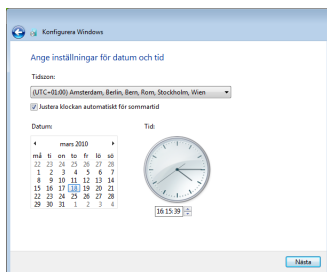 Konfigurera Windows
Ange inställningar för datum och tid
Tidszon:
(UTC+01:00) Amsterdam, Berlin, Bern, Rom, Stockholm, Wien
Justera klockan automatiskt för sommartid
Datum:
Tid:
mars 2010
må ti on to fr lö sö
22 23 24 25 26 27 28
1 2 3 4 5 6 7
8 9 10 11 12 13 14
15 16 17 18 19 20 21
22 23 24 25 26 27 28
29 30 31 1 2 3 4
16:15:39
Nästa